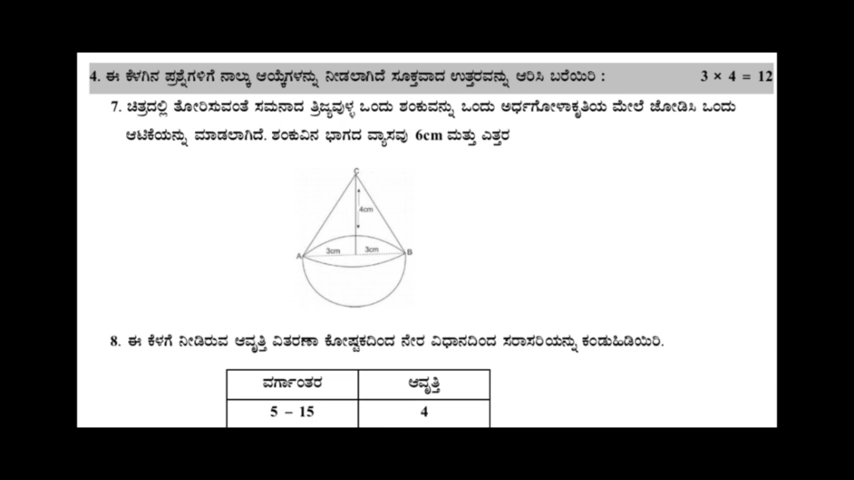 4. ಈ ಕೆಳಗಿನ ಪ್ರಶ್ನೆಗಳಿಗೆ ನಾಲ್ಕು ಆಯ್ಕೆಗಳನ್ನು ನೀಡಲಾಗಿದೆ ಸೂಕ್ತವಾದ ಉತ್ತರವನ್ನು ಆರಿಸಿ ಬರೆಯಿರಿ : 3 × 4 = 12
7. ಚಿತ್ರದಲ್ಲಿ ತೋರಿಸುವಂತೆ ಸಮನಾದ ತ್ರಿಜ್ಯವುಳ್ಳ ಒಂದು ಶಂಕುವನ್ನು ಒಂದು ಅರ್ಧಗೋಳಾಕೃತಿಯ ಮೇಲೆ ಜೋಡಿಸಿ ಒಂದು
ಆಟಿಕೆಯನ್ನು ಮಾಡಲಾಗಿದೆ. ಶಂಕುವಿನ ಭಾಗದ ವ್ಯಾಸವು 6cm ಮತ್ತು ಎತ್ತರ
C
4cm
A 3cm 3cm B
8. ಈ ಕೆಳಗೆ ನೀಡಿರುವ ಆವೃತ್ತಿ ವಿತರಣಾ ಕೋಷ್ಟಕದಿಂದ ನೇರ ವಿಧಾನದಿಂದ ಸರಾಸರಿಯನ್ನು ಕಂಡುಹಿಡಿಯಿರಿ.
ವರ್ಗಾಂತರ ಆವೃತ್ತಿ
5 – 15 4